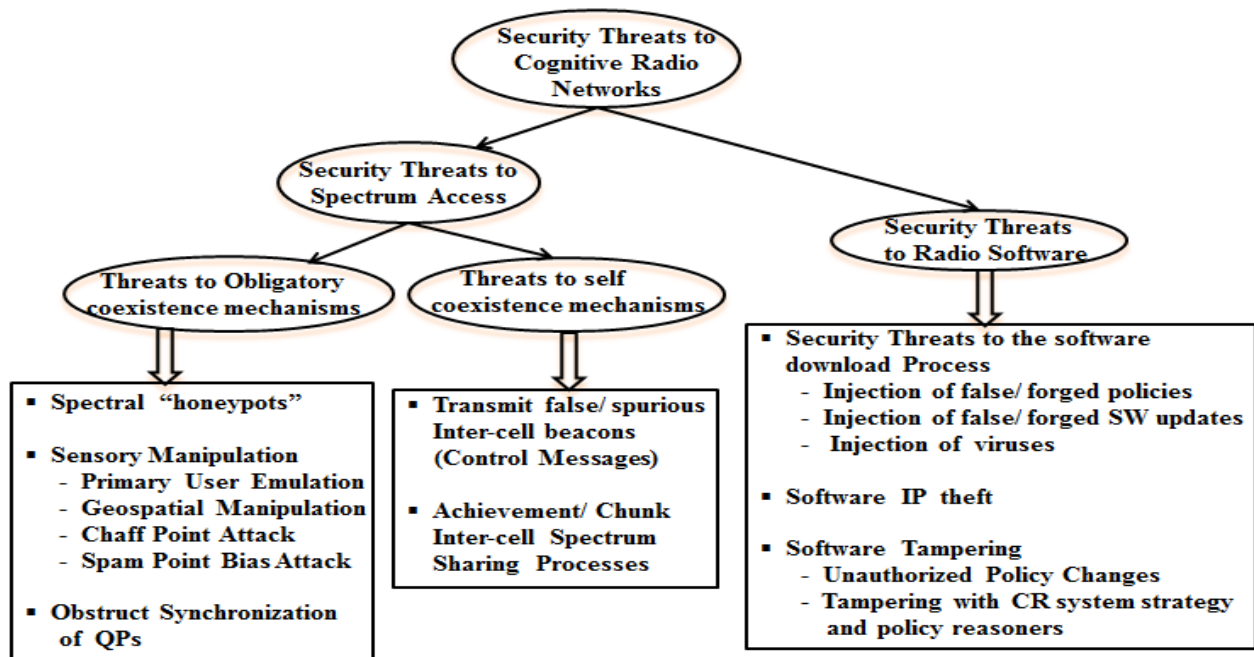 Security Threats to
Cognitive Radio
Networks
Security Threats to
Spectrum Access
Security Threats
to Radio Software
Threats to Obligatory
coexistence mechanisms
Threats to self
coexistence mechanisms
▪ Spectral “honeypots”
▪ Sensory Manipulation
- Primary User Emulation
- Geospatial Manipulation
- Chaff Point Attack
- Spam Point Bias Attack
▪ Obstruct Synchronization
of QPs
▪ Transmit false/ spurious
Inter-cell beacons
(Control Messages)
▪ Achievement/ Chunk
Inter-cell Spectrum
Sharing Processes
▪ Security Threats to the software
download Process
- Injection of false/ forged policies
- Injection of false/ forged SW updates
- Injection of viruses
▪ Software IP theft
▪ Software Tampering
- Unauthorized Policy Changes
- Tampering with CR system strategy
and policy reasoners